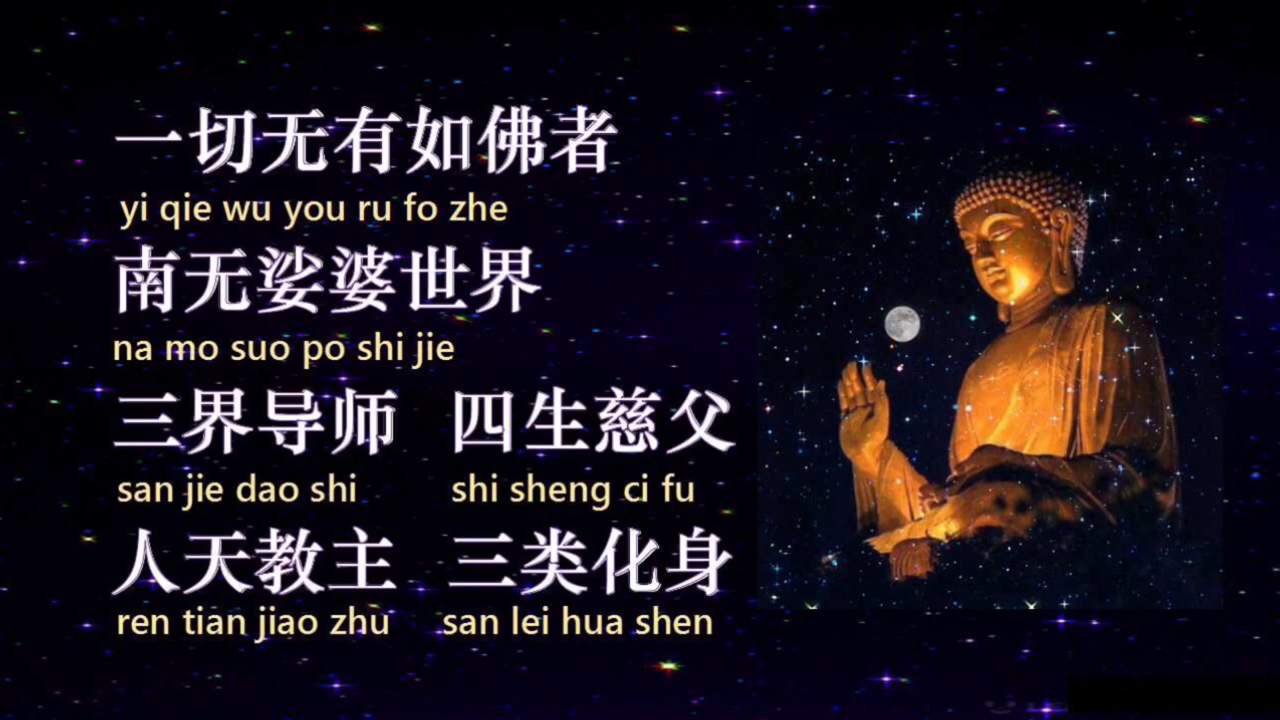 一切无有如佛者
yi qie wu you ru fo zhe
南无娑婆世界
na mo suo po shi jie
三界导师 四生慈父
san jie dao shi shi sheng ci fu
人天教主 三类化身
ren tian jiao zhu san lei hua shen